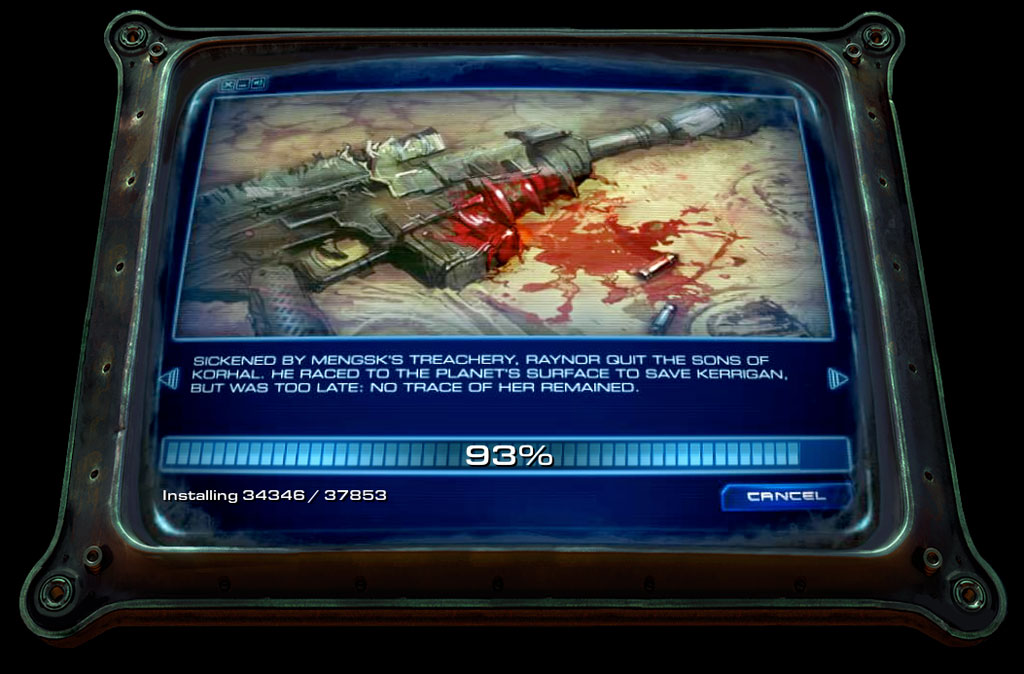 SICKENED BY MENGSK'S TREACHERY, RAYNOR QUIT THE SONS OF
KORHAL. HE RACED TO THE PLANET'S SURFACE TO SAVE KERRIGAN,
BUT WAS TOO LATE: NO TRACE OF HER REMAINED.
93%
Installing 34346 / 37853
CANCEL